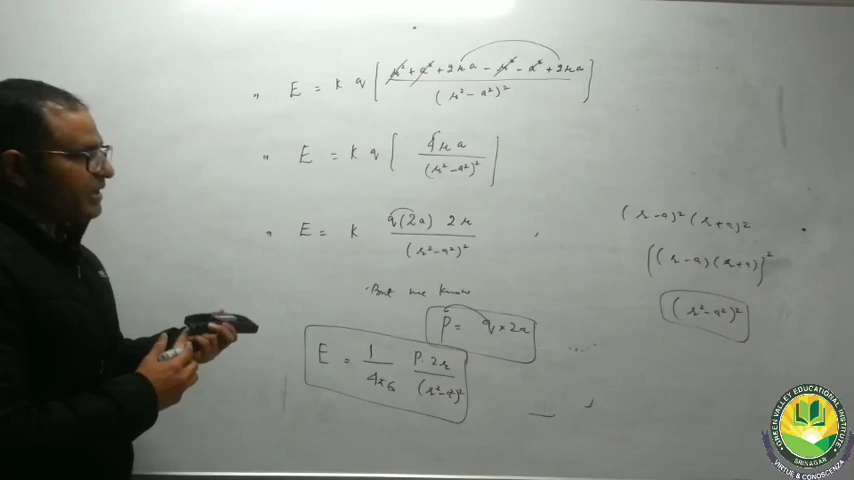 " E = K q [ r² + a² + 2ra - r² - a² + 2ra / (r² - a²)² ]
" E = K q [ 4ra / (r² - a²)² ]
" E = K q(2a) 2r / (r² - a²)²
But we know
P = q × 2a
E = 1 / 4πε₀ P. 2r / (r² - a²)²
(r - a)² (r + a)²
((r - a)(r + a))²
(r² - a²)²
GREEN VALLEY EDUCATIONAL INSTITUTE
SRINAGAR
VIRTUE & CONSCIENZA